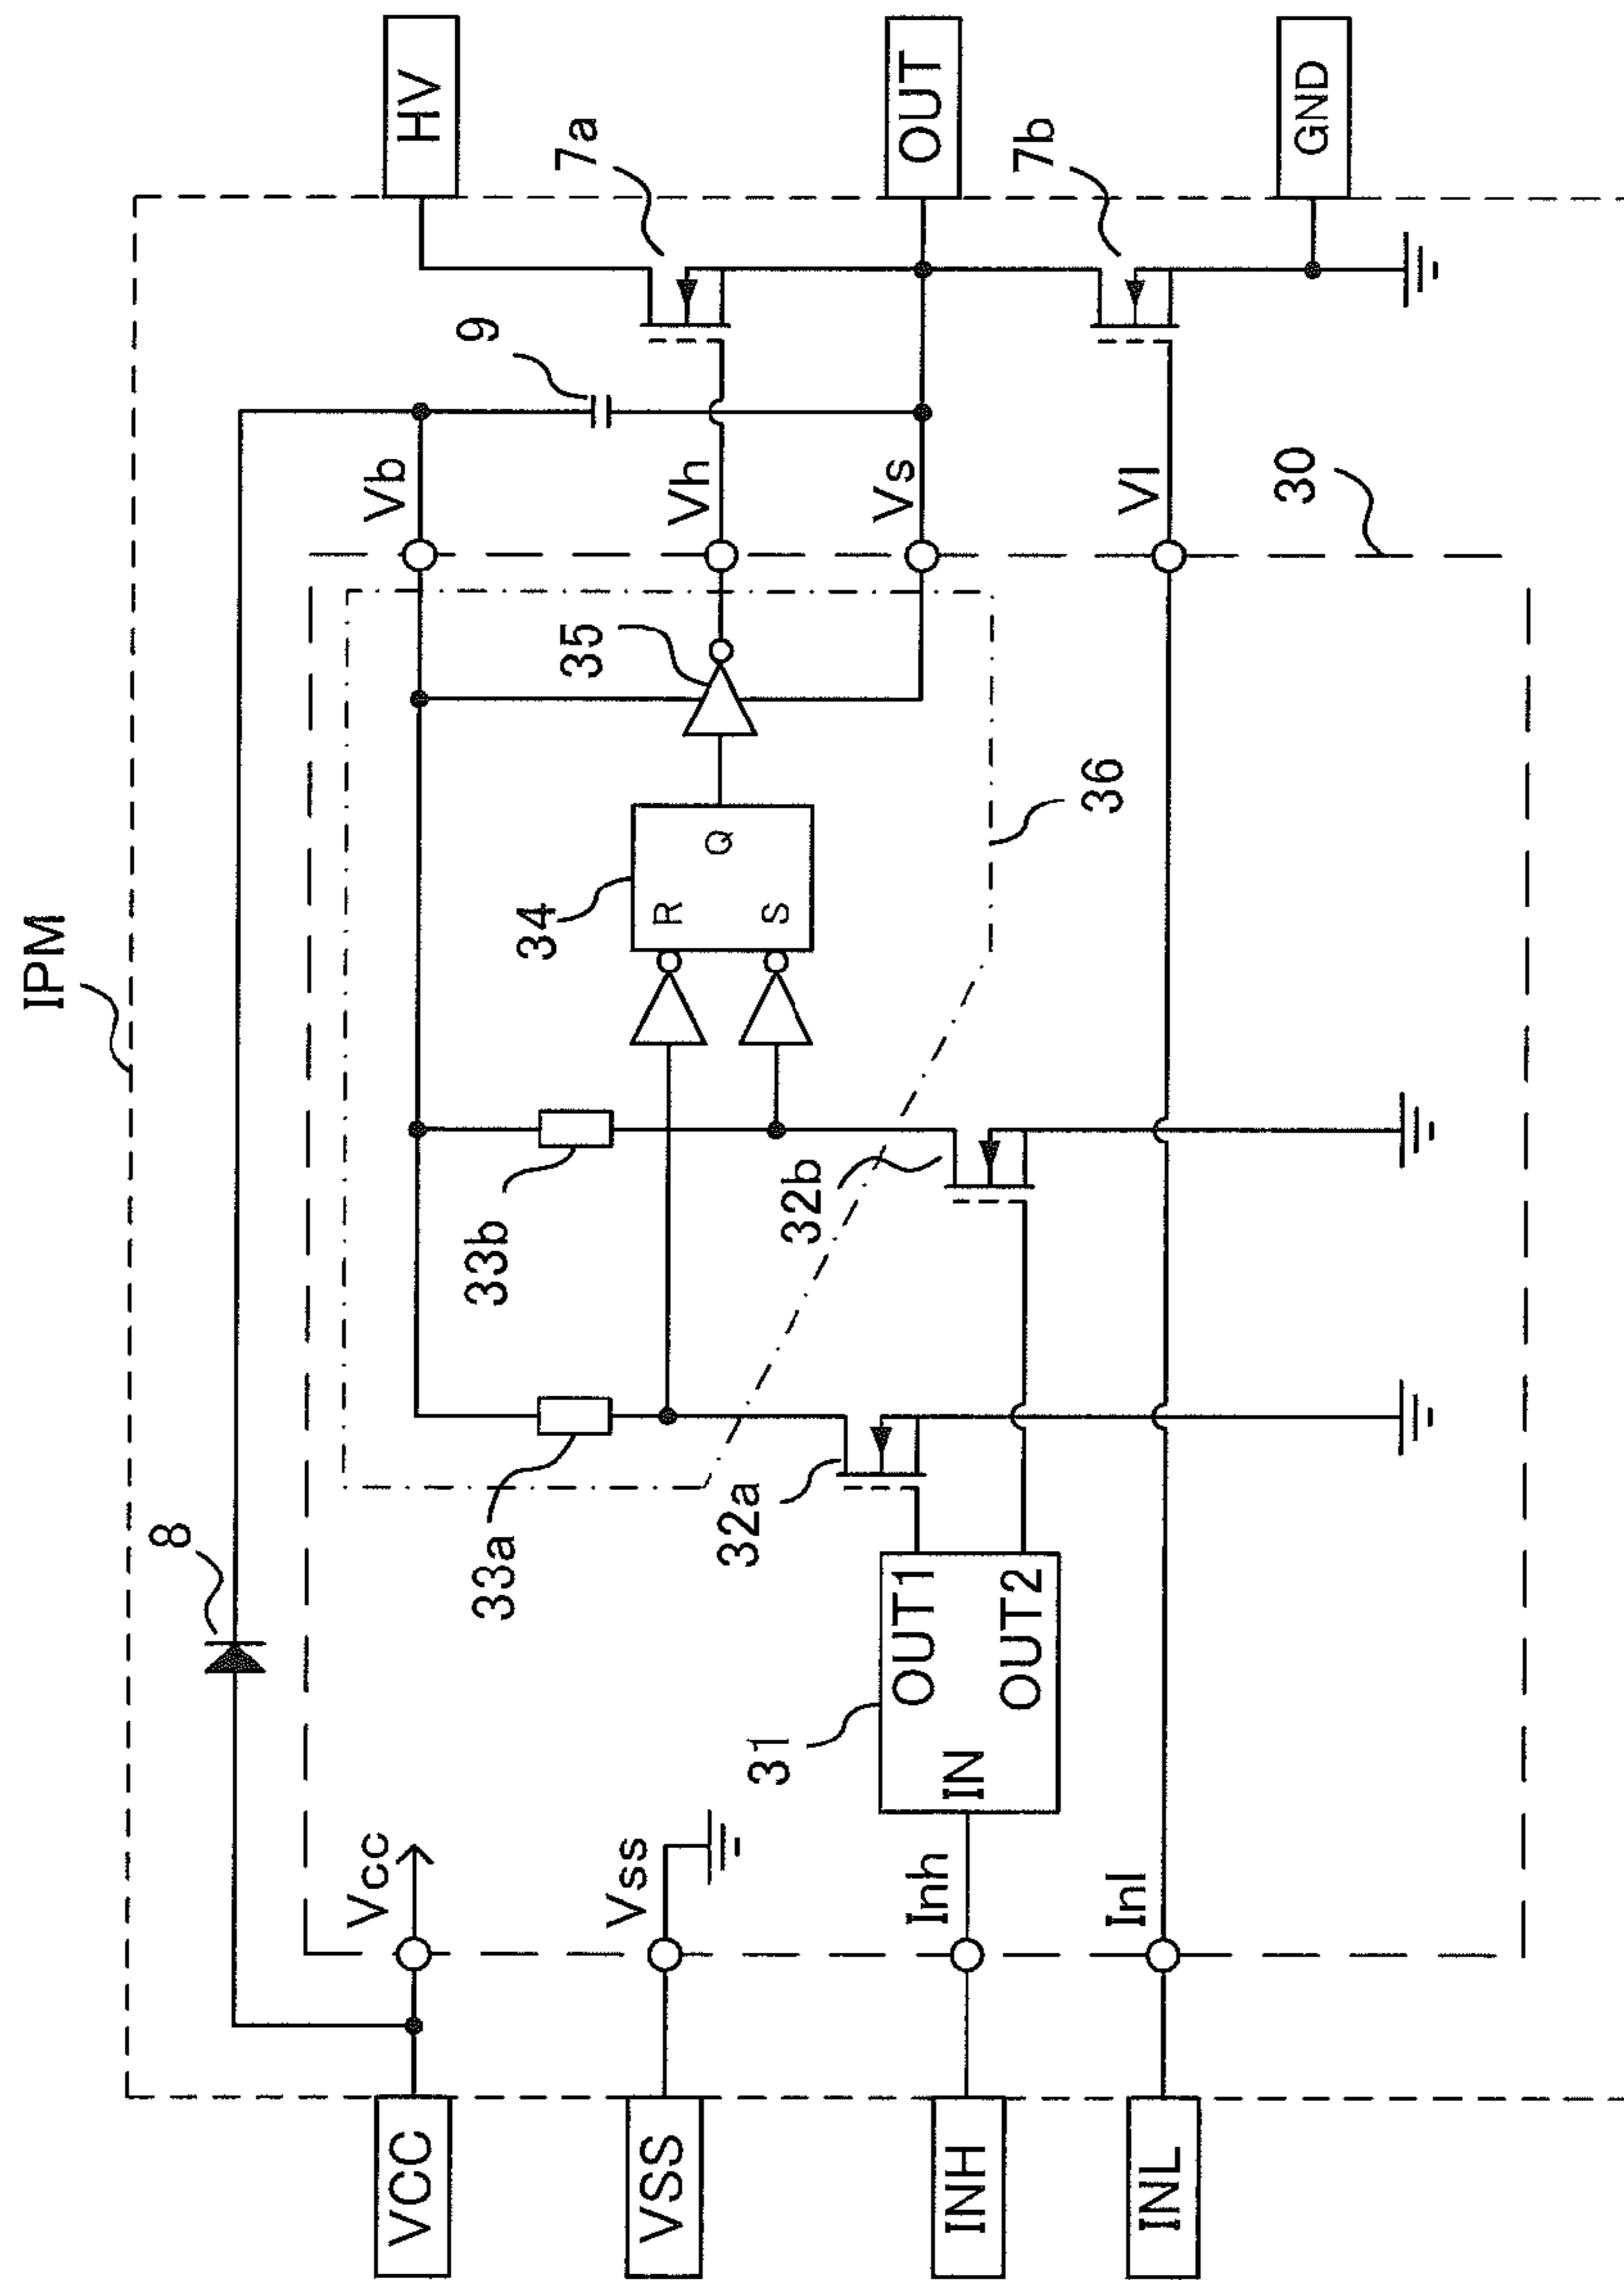 IPM
8
VCC
Vcc
33a
33b
Vb
9
HV
34
35
7a
VSS
Vss
R
Q
Vh
31
32a
32b
S
INH
Inh
IN
OUT1
OUT2
Vs
OUT
36
7b
INL
Inl
Vl
30
GND